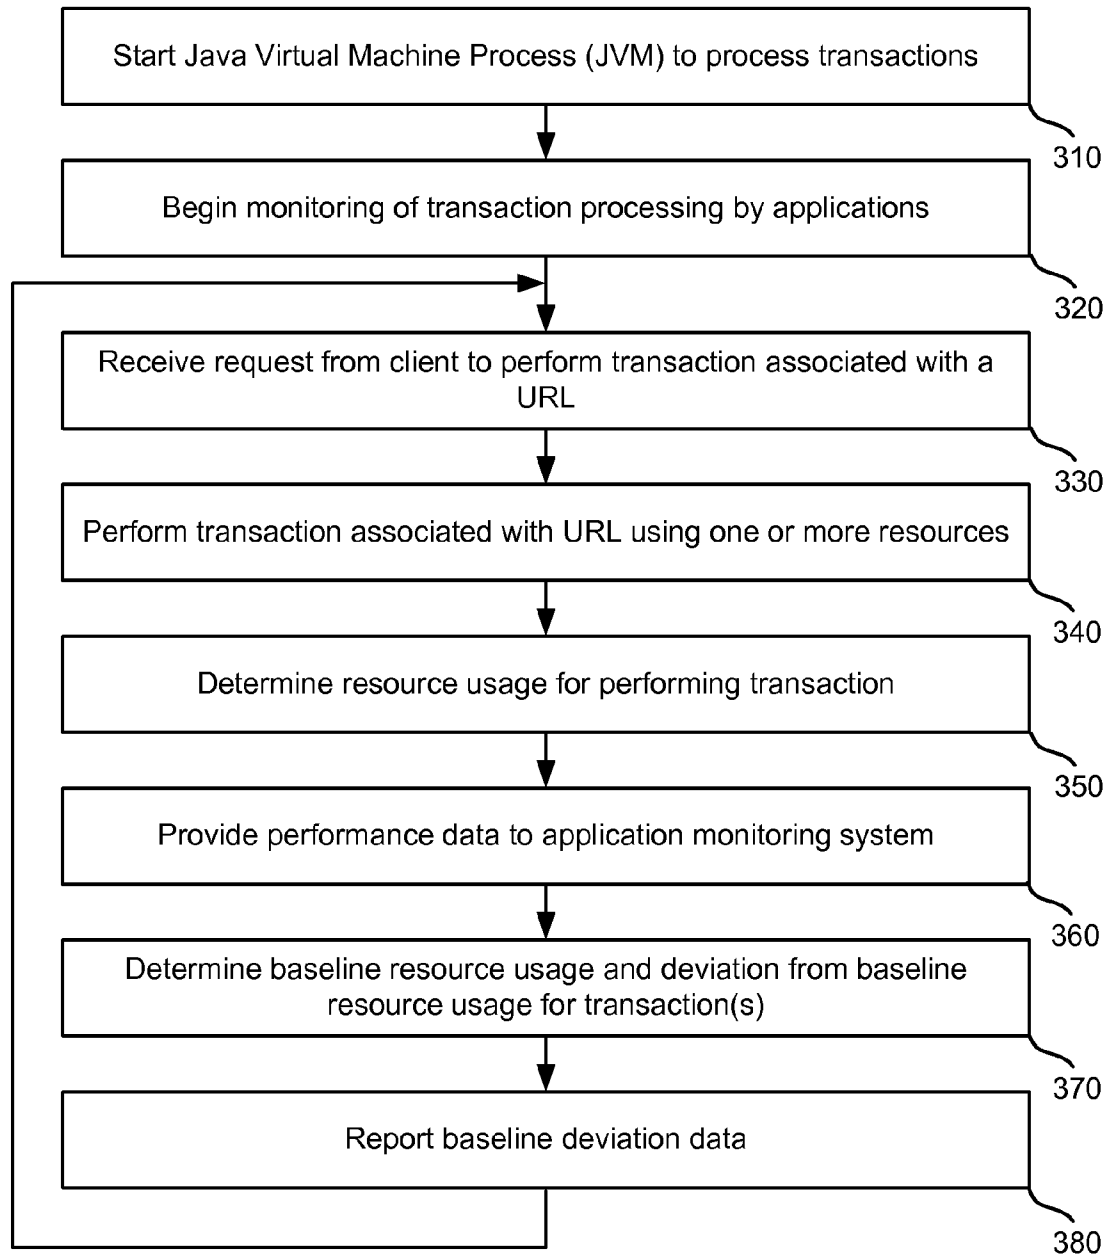 Start Java Virtual Machine Process (JVM) to process transactions
310
Begin monitoring of transaction processing by applications
320
Receive request from client to perform transaction associated with a
URL
330
Perform transaction associated with URL using one or more resources
340
Determine resource usage for performing transaction
350
Provide performance data to application monitoring system
360
Determine baseline resource usage and deviation from baseline
resource usage for transaction(s)
370
Report baseline deviation data
380